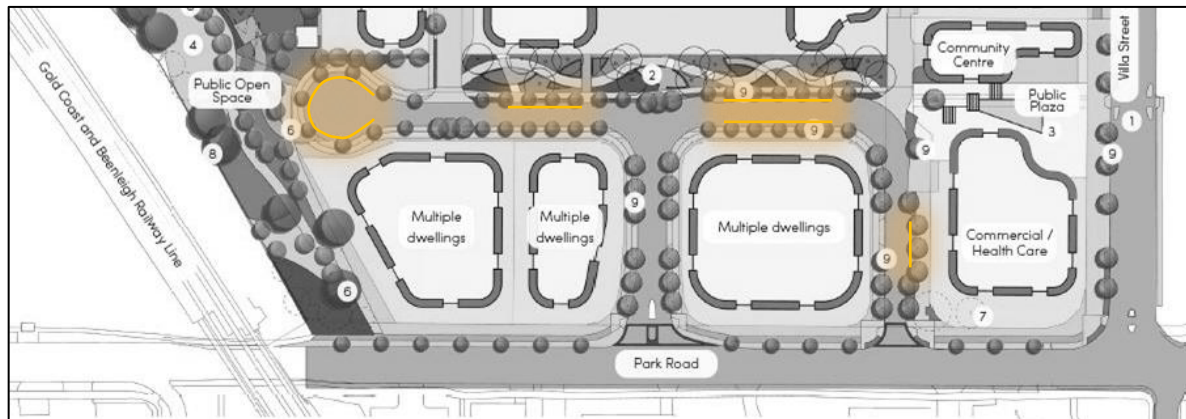 4
Public Open
Space
6
8
Gold Coast and Beenleigh Railway Line
6
2
9
9
9
Multiple
dwellings
Multiple
dwellings
Multiple dwellings
9
9
Community
Centre
Public
Plaza
3
Villa Street
1
9
Commercial /
Health Care
7
Park Road